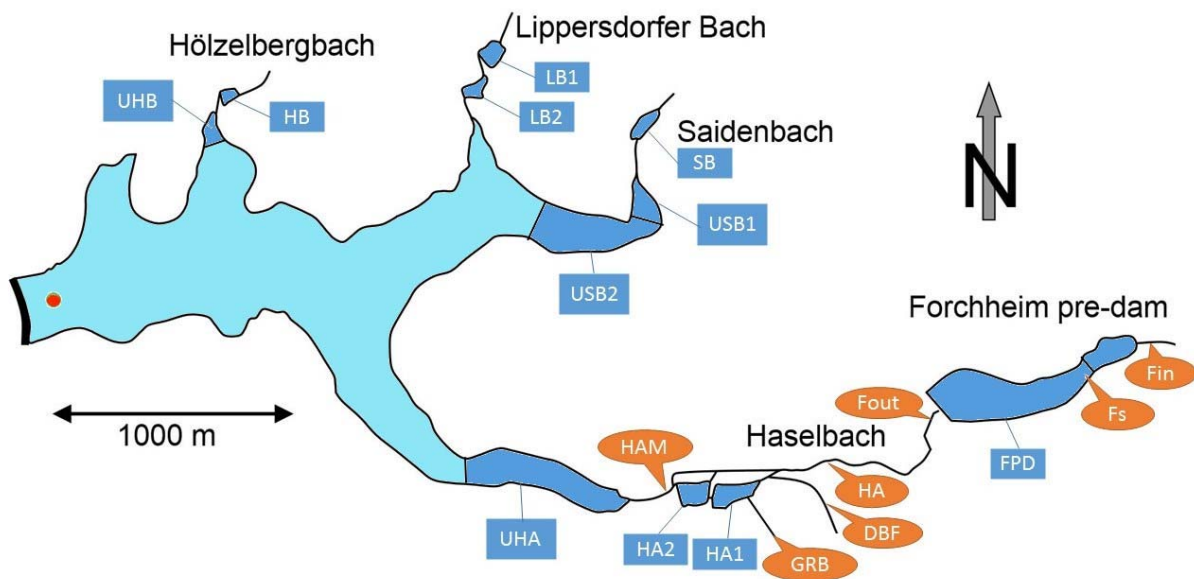 Lippersdorfer Bach
Hölzelbergbach
LB1
UHB
HB
LB2
Saidenbach
SB
N
USB1
USB2
Forchheim pre-dam
Fin
Fout
Fs
1000 m
Haselbach
HAM
FPD
HA
UHA
HA2
HA1
DBF
GRB